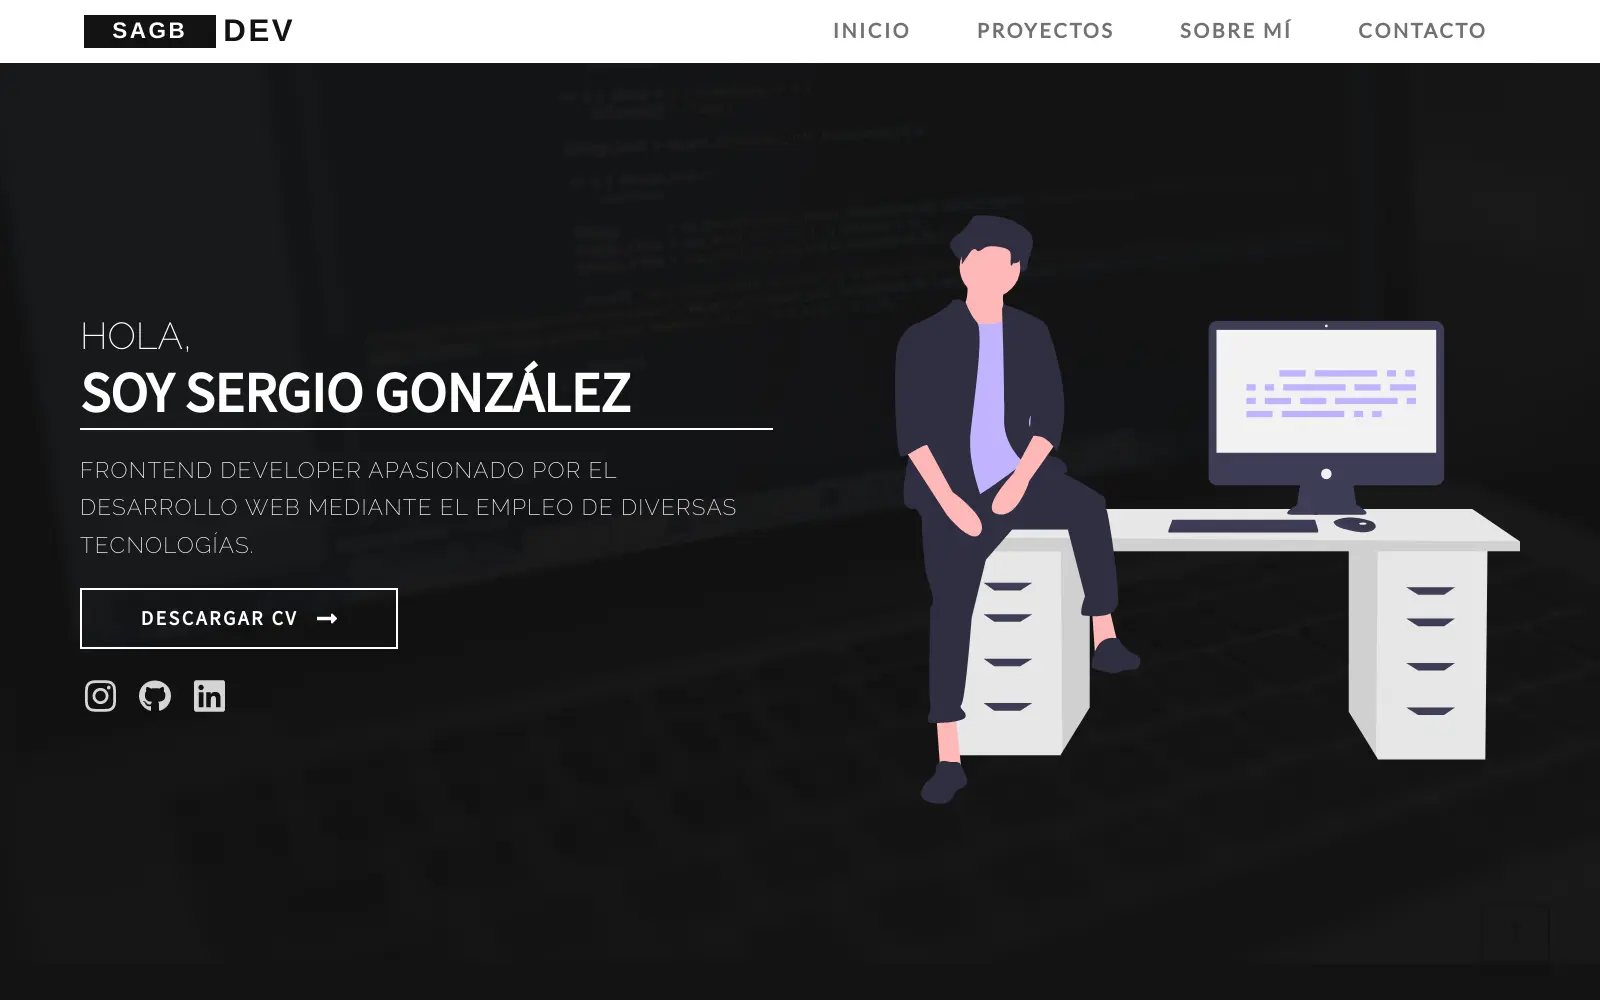 SAGB DEV
INICIO PROYECTOS SOBRE MÍ CONTACTO
HOLA,
SOY SERGIO GONZÁLEZ
FRONTEND DEVELOPER APASIONADO POR EL
DESARROLLO WEB MEDIANTE EL EMPLEO DE DIVERSAS
TECNOLOGÍAS.
DESCARGAR CV